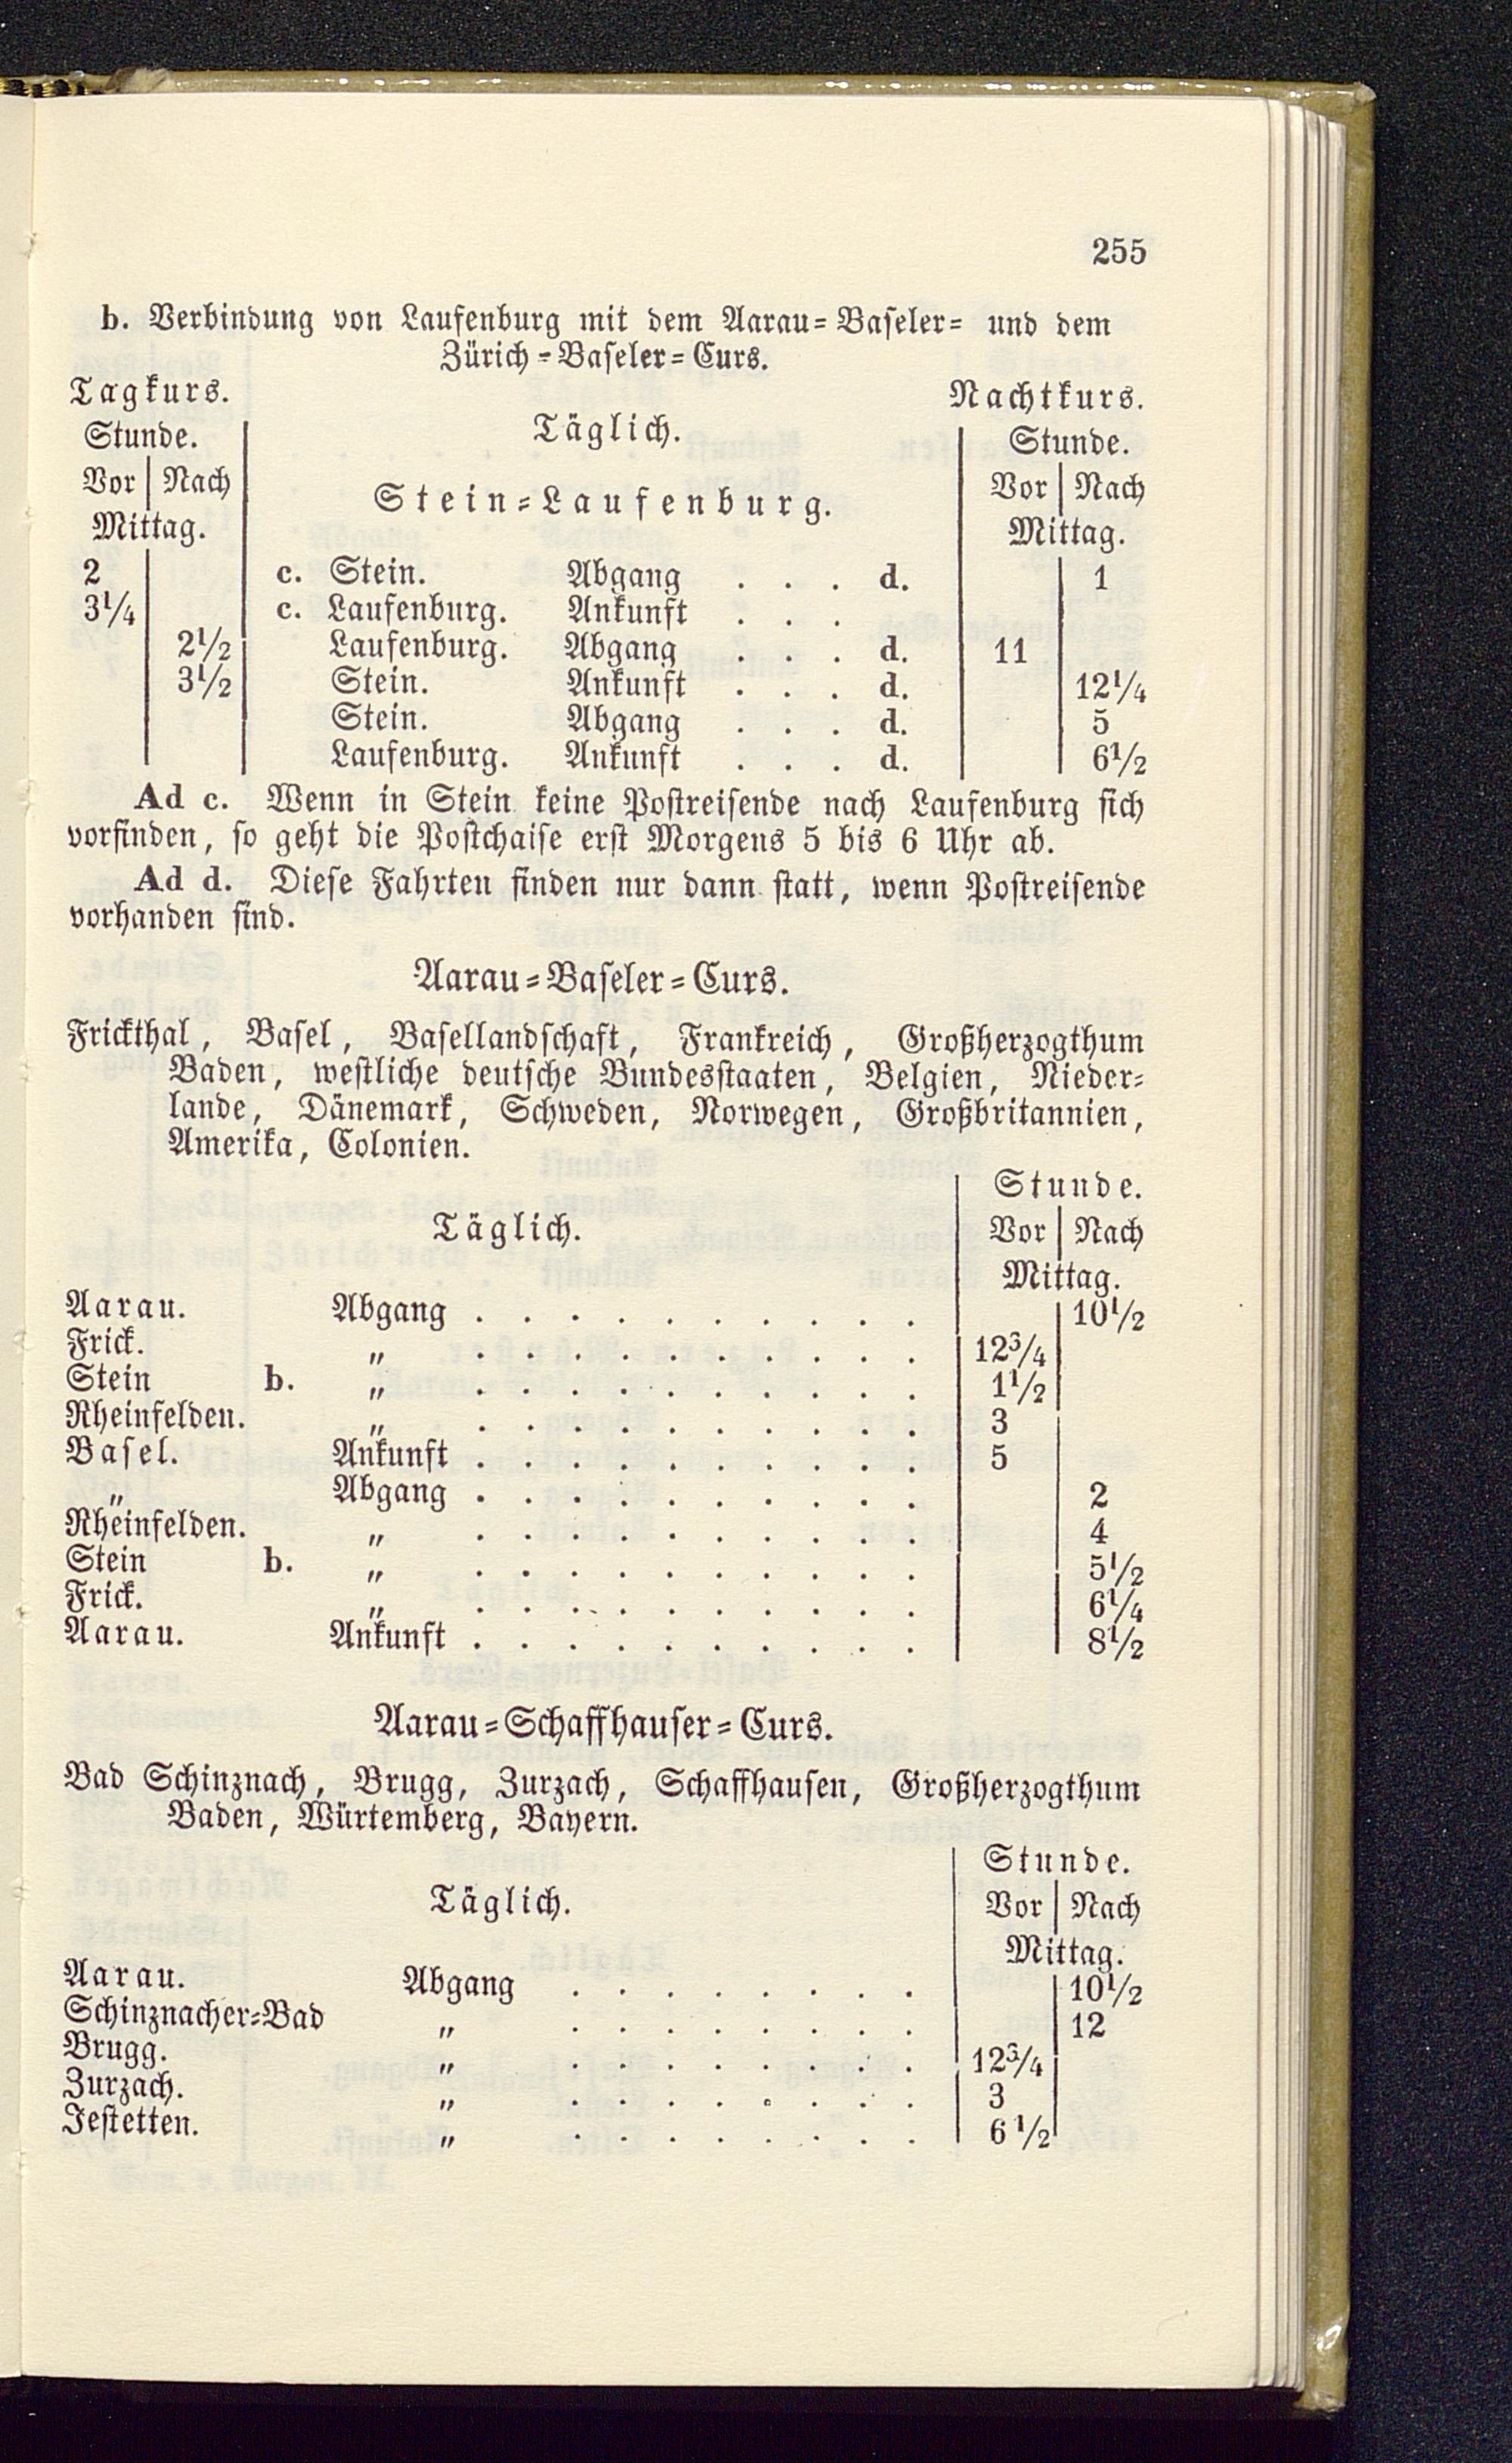 255
b. Verbindung von Laufenburg mit dem Aarau-Baseler- und dem
Zürich-Baseler-Curs.
Tagkurs. Nachtkurs.
Stunde. Täglich. Stunde.
Vor | Nach Stein-Laufenburg. Vor | Nach
Mittag. Mittag.
2 c. Stein. Abgang . . . d. 1
3¼ c. Laufenburg. Ankunft . . .
2½ Laufenburg. Abgang . . . d. 11
3½ Stein. Ankunft . . . d. 12¼
Stein. Abgang . . . d. 5
Laufenburg. Ankunft . . . d. 6½
Ad c. Wenn in Stein keine Postreisende nach Laufenburg sich
vorfinden, so geht die Postchaise erst Morgens 5 bis 6 Uhr ab.
Ad d. Diese Fahrten finden nur dann statt, wenn Postreisende
vorhanden sind.
Aarau-Baseler-Curs.
Frickthal, Basel, Basellandschaft, Frankreich, Großherzogthum
Baden, westliche deutsche Bundesstaaten, Belgien, Nieder-
lande, Dänemark, Schweden, Norwegen, Großbritannien,
Amerika, Colonien.
Stunde.
Täglich. Vor | Nach
Mittag.
Aarau. Abgang . . . . . . . . . . 10½
Frick. „ . . . . . . . . . . 12¾
Stein b. „ . . . . . . . . . . 1½
Rheinfelden. „ . . . . . . . . . . 3
Basel. Ankunft . . . . . . . . . . 5
„ Abgang . . . . . . . . . . 2
Rheinfelden. „ . . . . . . . . . . 4
Stein b. „ . . . . . . . . . . 5½
Frick. „ . . . . . . . . . . 6¼
Aarau. Ankunft . . . . . . . . . . 8½
Aarau-Schaffhauser-Curs.
Bad Schinznach, Brugg, Zurzach, Schaffhausen, Großherzogthum
Baden, Würtemberg, Bayern.
Stunde.
Täglich. Vor | Nach
Mittag.
Aarau. Abgang . . . . . . . . 10½
Schinznacher-Bad „ . . . . . . . . 12
Brugg. „ . . . . . . . . 12¾
Zurzach. „ . . . . . . . . 3
Jestetten. „ . . . . . . . . 6½